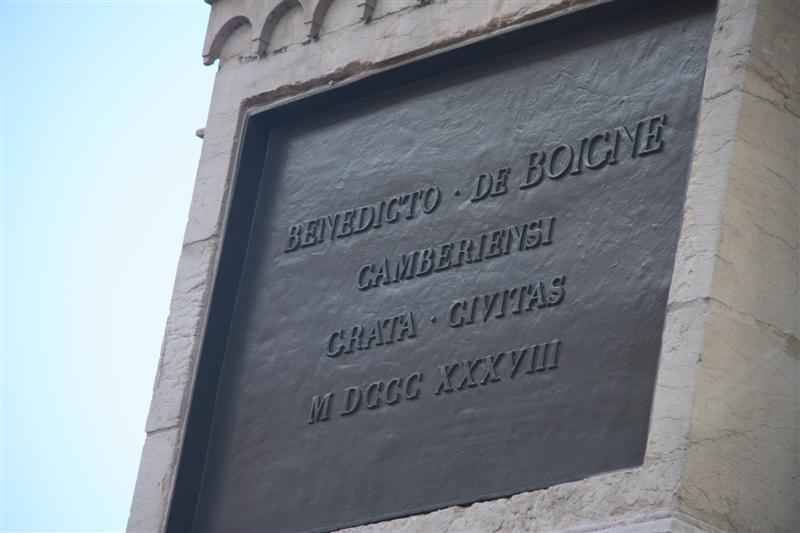 BENEDICTO · DE BOIGNE
CAMBERIENSI
GRATA · CIVITAS
M DCCC XXXVIII